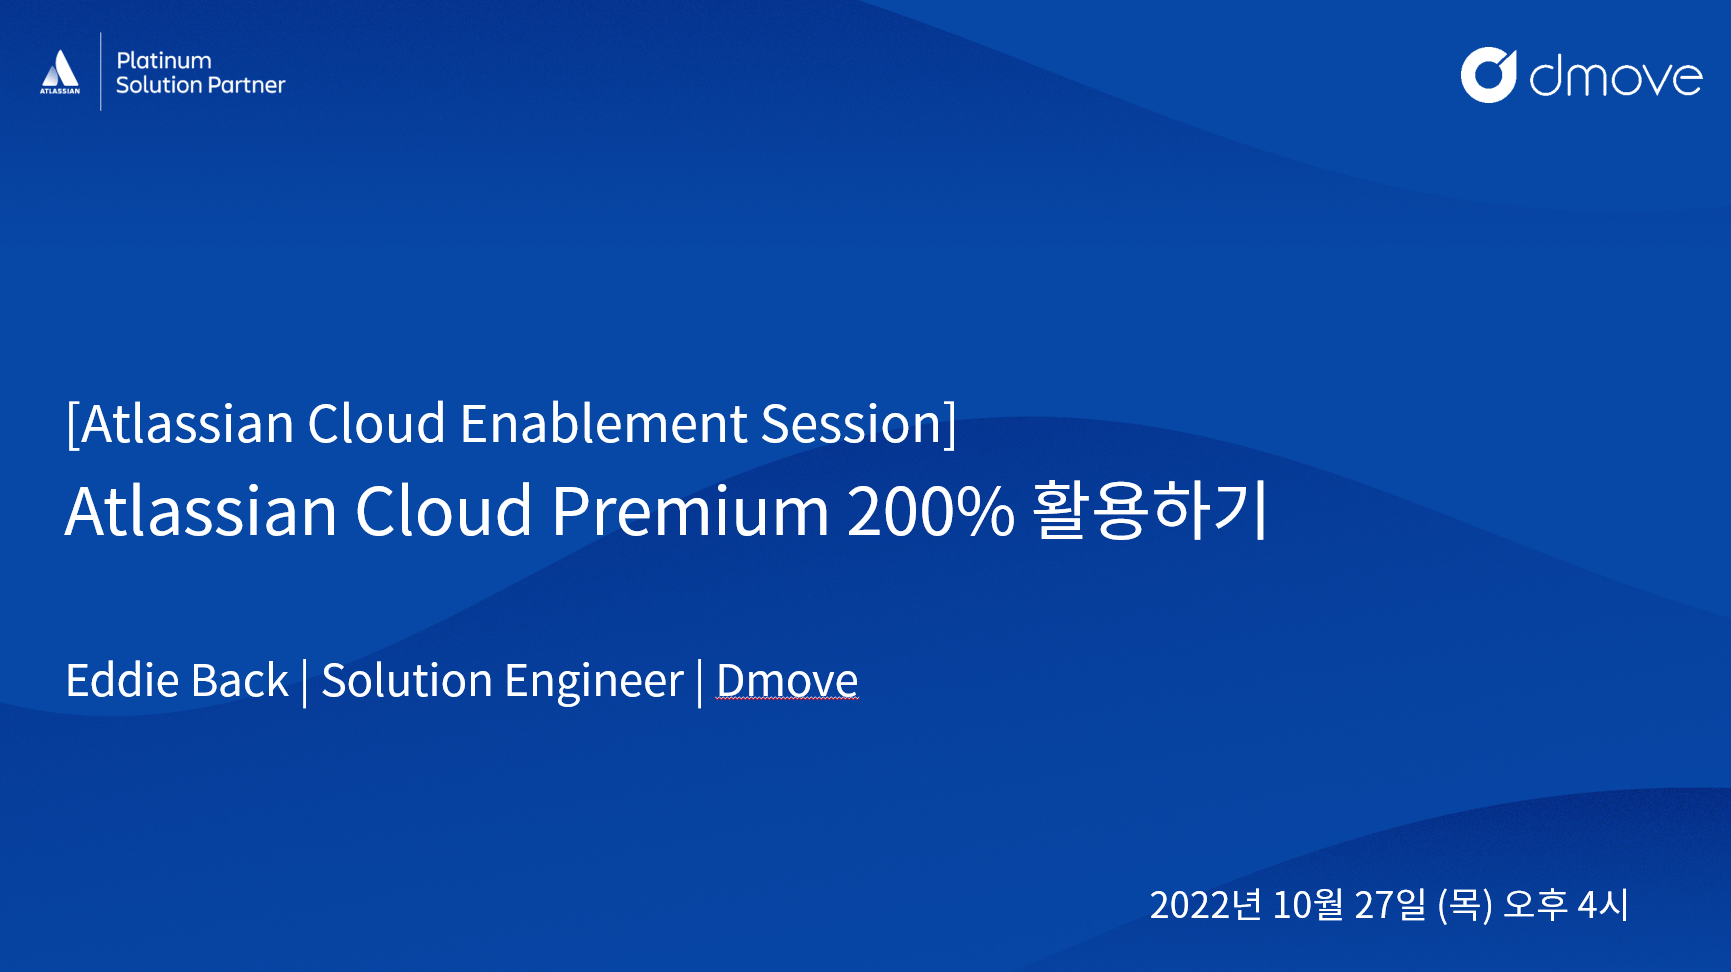 ATLASSIAN
Platinum
Solution Partner
dmove
[Atlassian Cloud Enablement Session]
Atlassian Cloud Premium 200% 활용하기
Eddie Back | Solution Engineer | Dmove
2022년 10월 27일 (목) 오후 4시